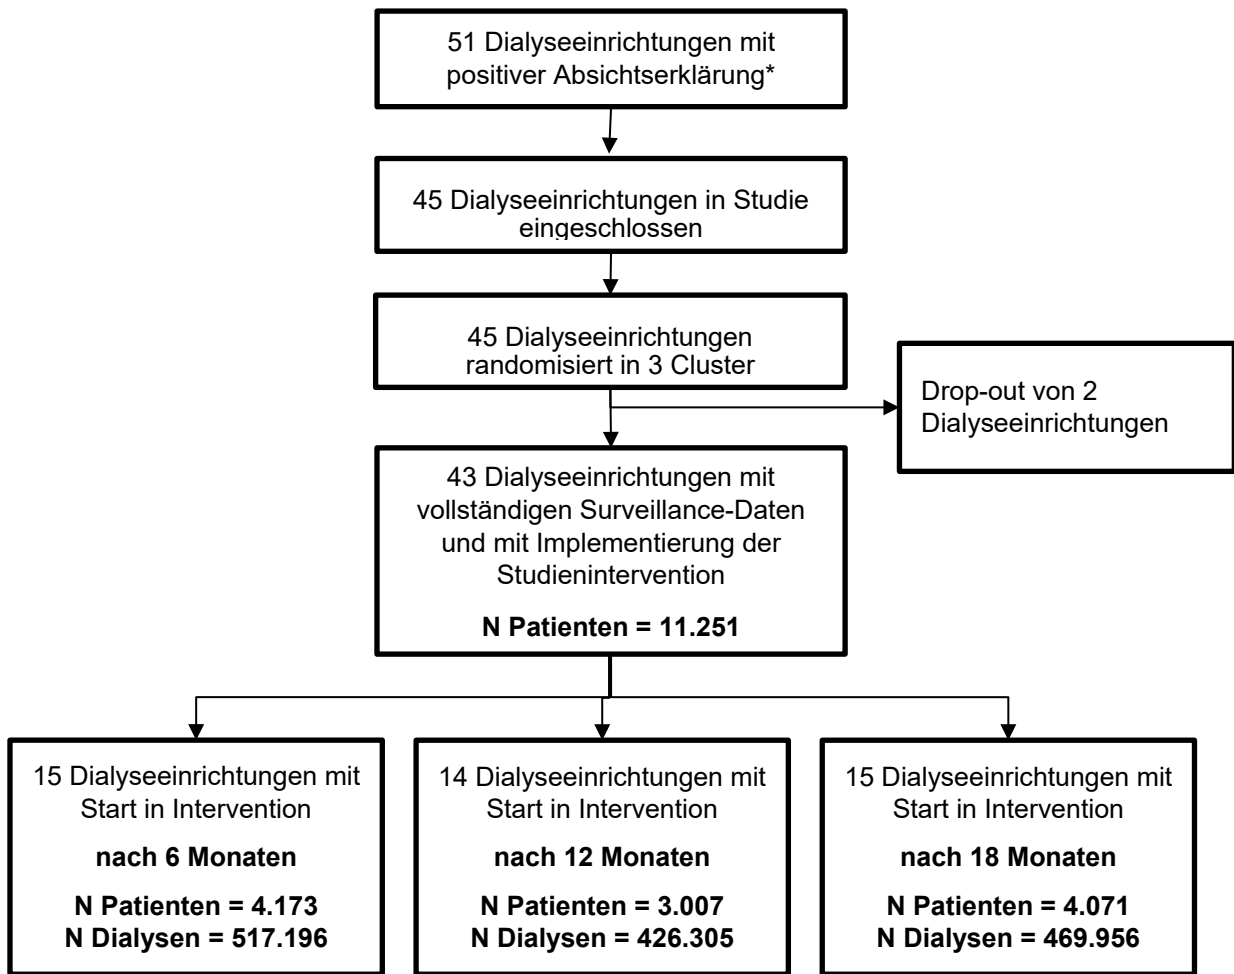 51 Dialyseeinrichtungen mit
positiver Absichtserklärung*
45 Dialyseeinrichtungen in Studie
eingeschlossen
45 Dialyseeinrichtungen
randomisiert in 3 Cluster
Drop-out von 2
Dialyseeinrichtungen
43 Dialyseeinrichtungen mit
vollständigen Surveillance-Daten
und mit Implementierung der
Studienintervention
N Patienten = 11.251
15 Dialyseeinrichtungen mit
Start in Intervention
nach 6 Monaten
N Patienten = 4.173
N Dialysen = 517.196
14 Dialyseeinrichtungen mit
Start in Intervention
nach 12 Monaten
N Patienten = 3.007
N Dialysen = 426.305
15 Dialyseeinrichtungen mit
Start in Intervention
nach 18 Monaten
N Patienten = 4.071
N Dialysen = 469.956